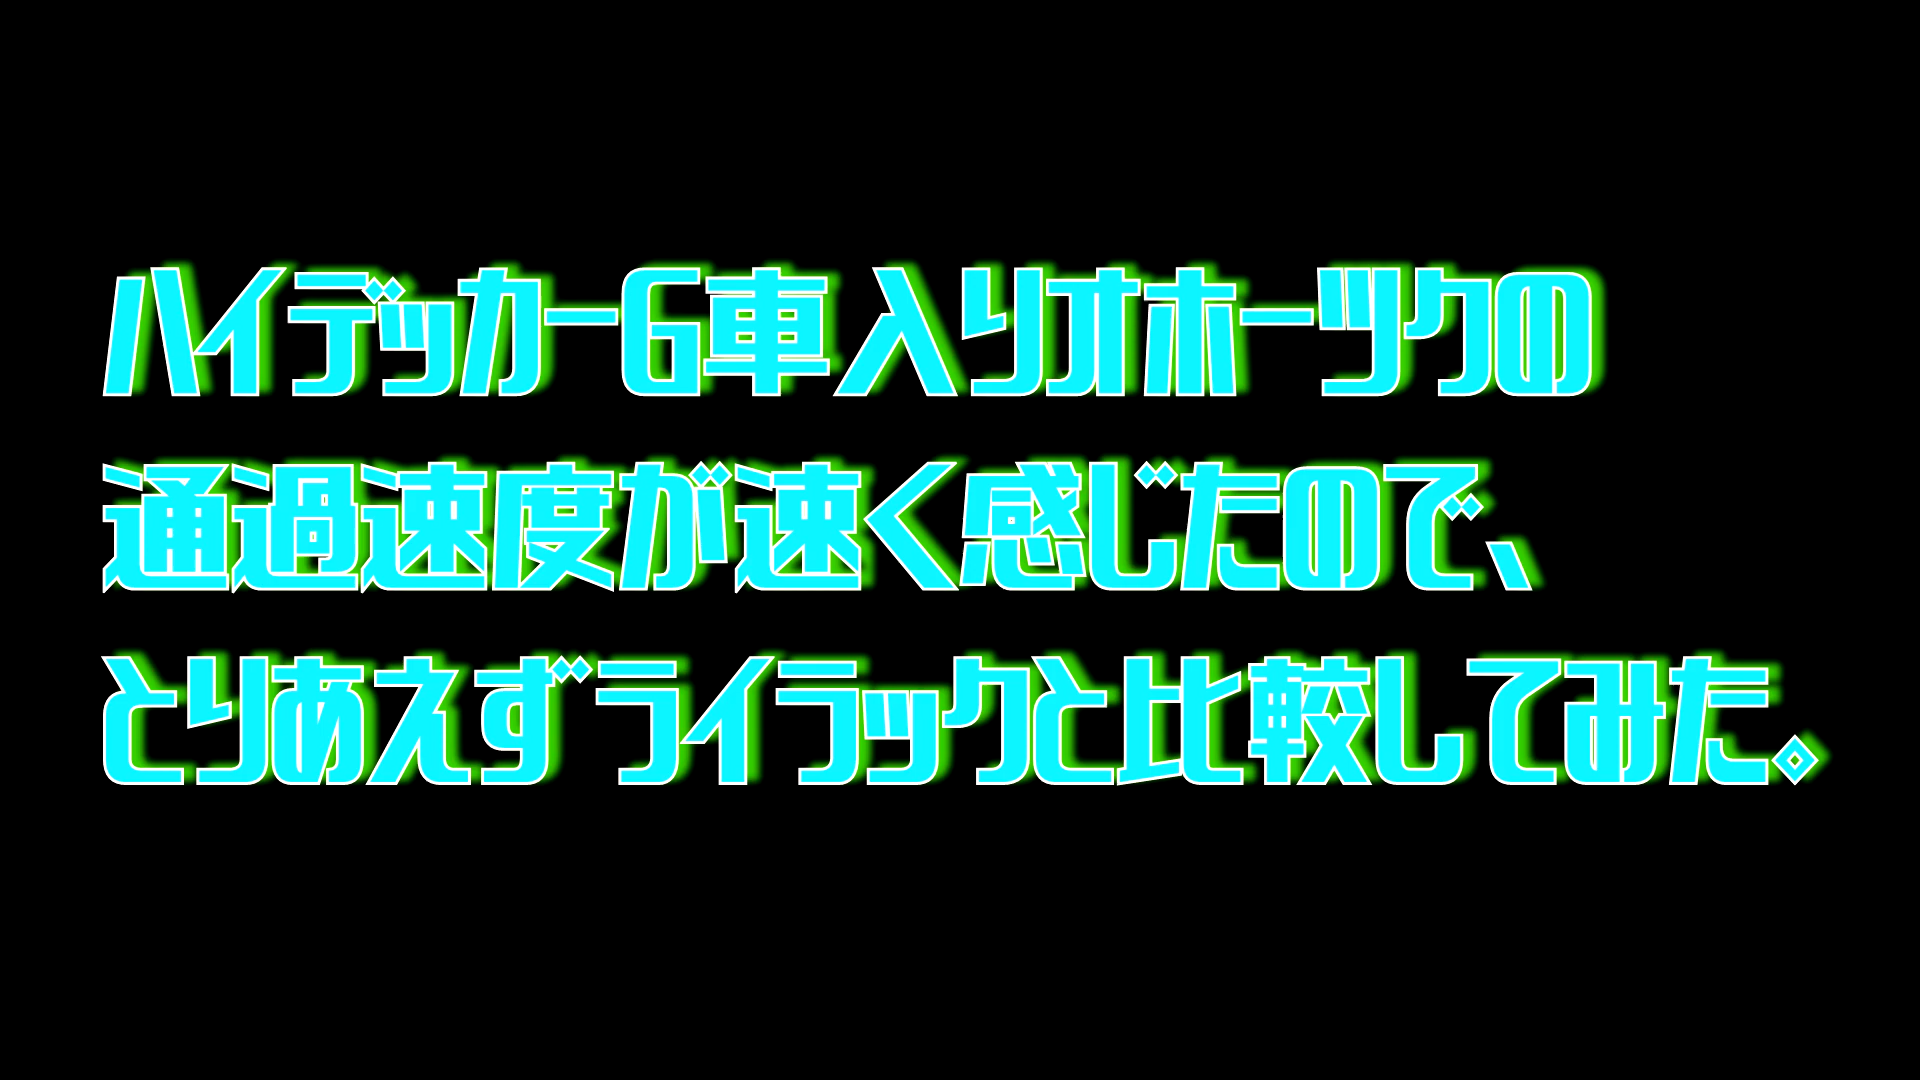 ハイデッカーG車入りオホーツクの
通過速度が速く感じたので、
とりあえずライラックと比較してみた。